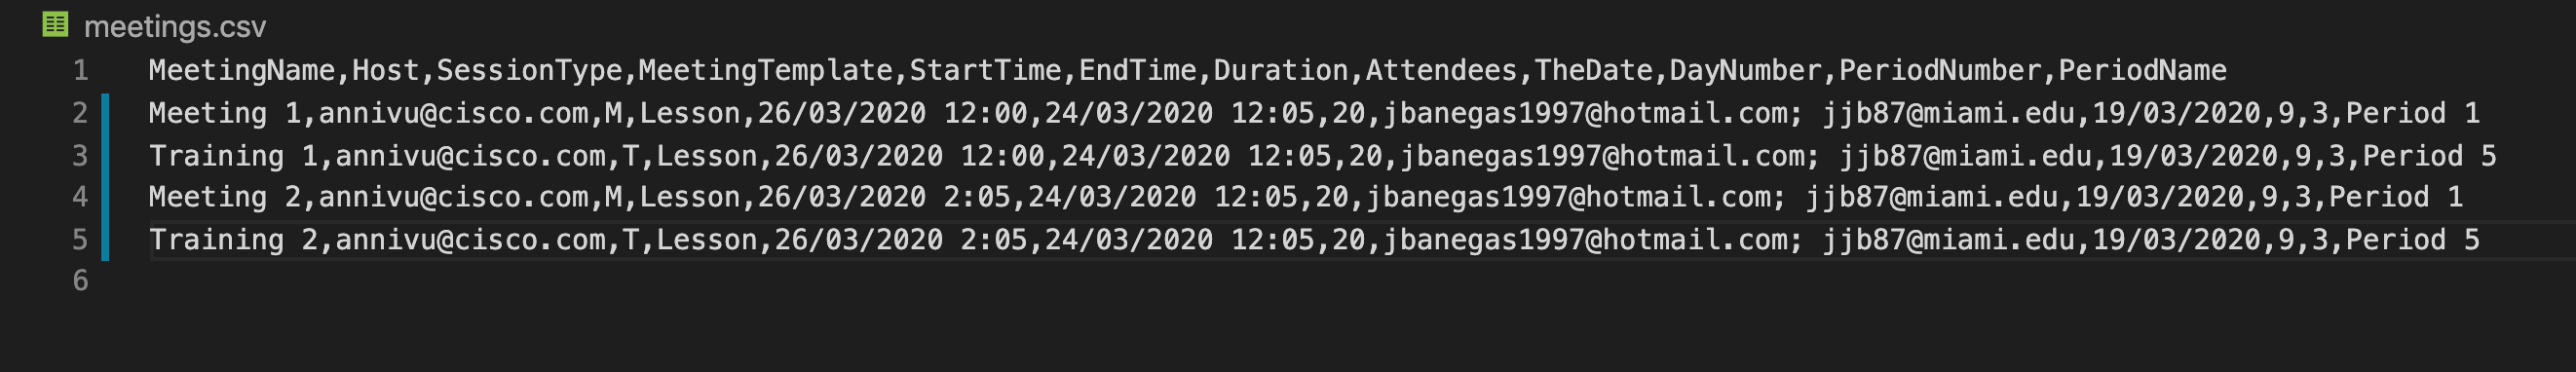 meetings.csv
1 MeetingName,Host,SessionType,MeetingTemplate,StartTime,EndTime,Duration,Attendees,TheDate,DayNumber,PeriodNumber,PeriodName
2 Meeting 1,annivu@cisco.com,M,Lesson,26/03/2020 12:00,24/03/2020 12:05,20,jbanegas1997@hotmail.com; jjb87@miami.edu,19/03/2020,9,3,Period 1
3 Training 1,annivu@cisco.com,T,Lesson,26/03/2020 12:00,24/03/2020 12:05,20,jbanegas1997@hotmail.com; jjb87@miami.edu,19/03/2020,9,3,Period 5
4 Meeting 2,annivu@cisco.com,M,Lesson,26/03/2020 2:05,24/03/2020 12:05,20,jbanegas1997@hotmail.com; jjb87@miami.edu,19/03/2020,9,3,Period 1
5 Training 2,annivu@cisco.com,T,Lesson,26/03/2020 2:05,24/03/2020 12:05,20,jbanegas1997@hotmail.com; jjb87@miami.edu,19/03/2020,9,3,Period 5
6